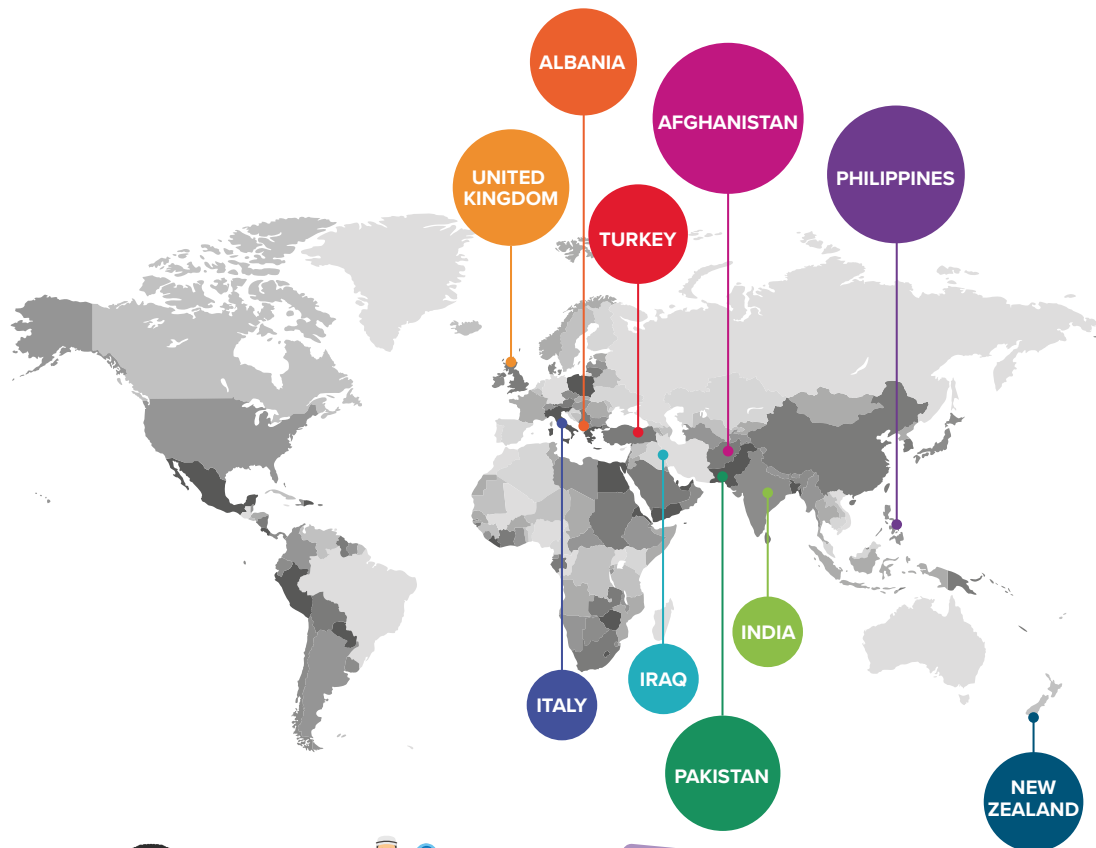 ALBANIA
AFGHANISTAN
UNITED
KINGDOM
PHILIPPINES
TURKEY
INDIA
IRAQ
ITALY
PAKISTAN
NEW
ZEALAND